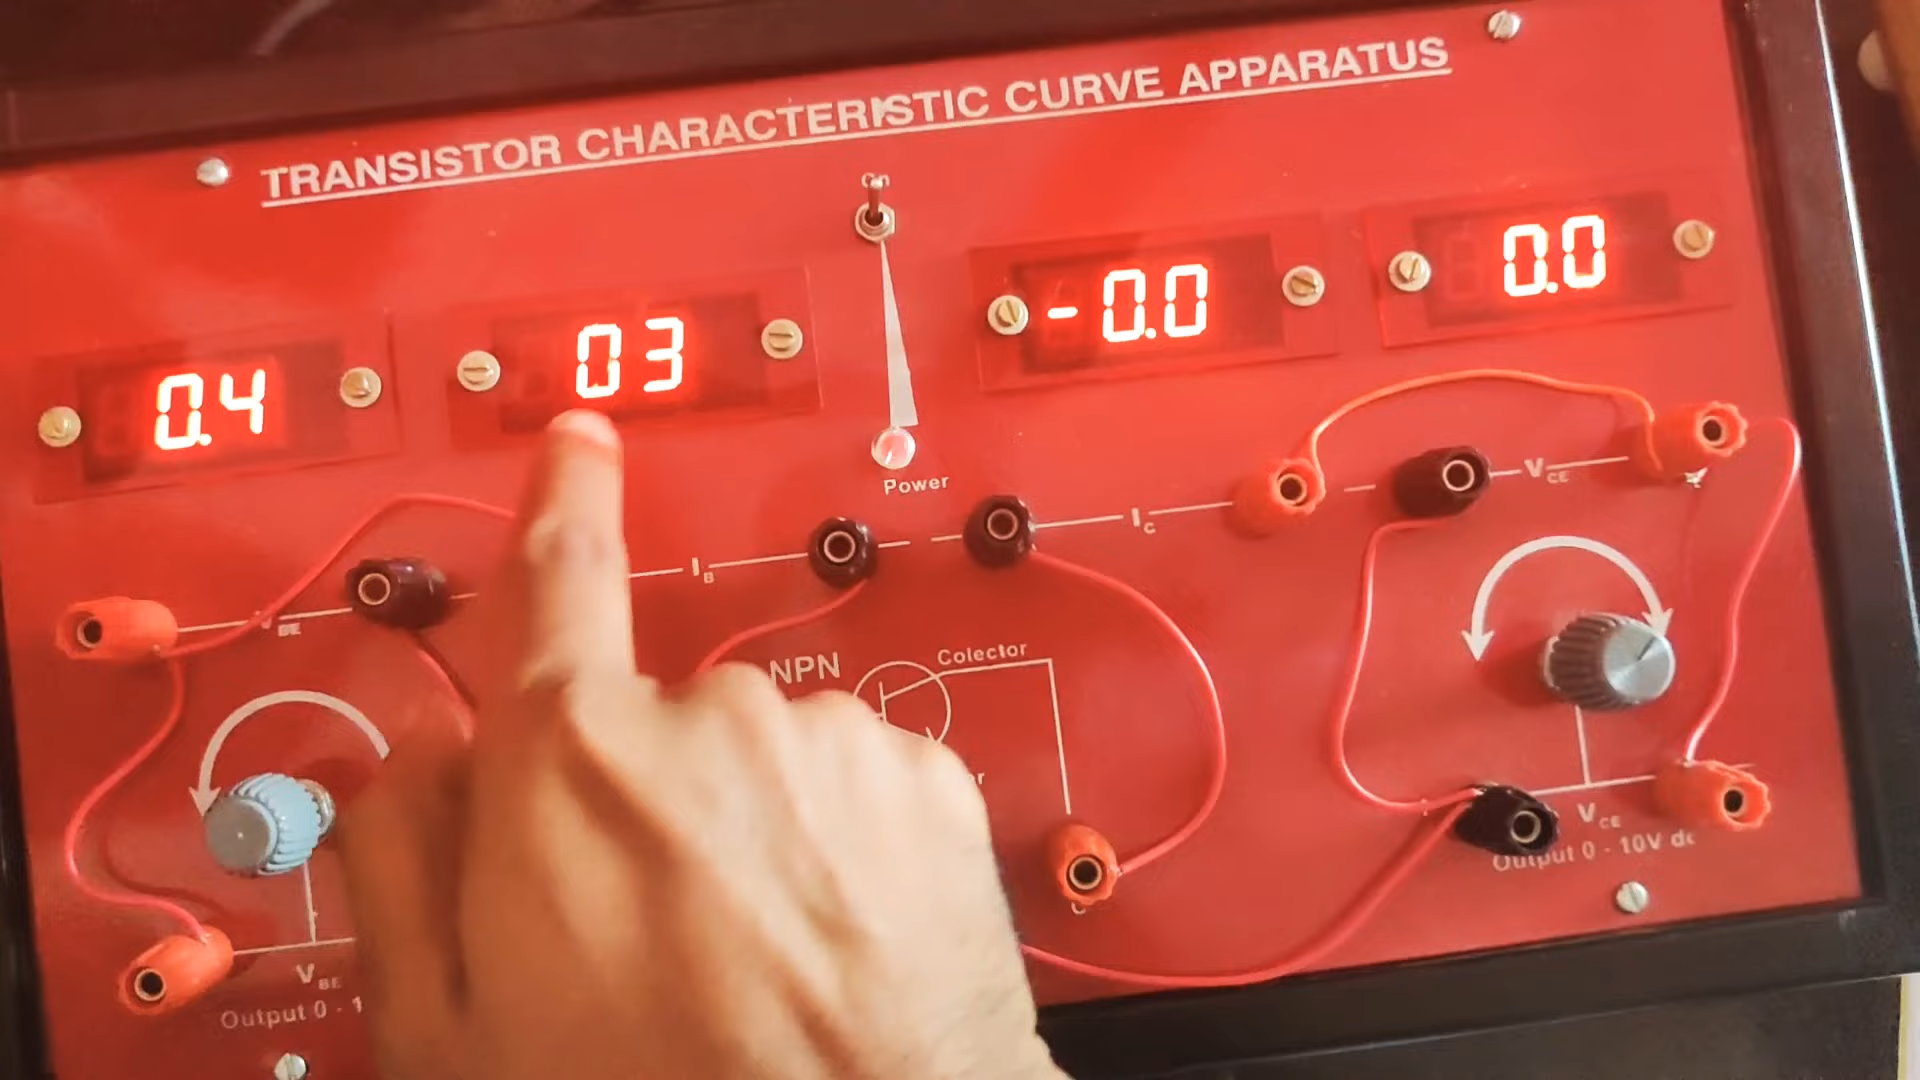 TRANSISTOR CHARACTERISTIC CURVE APPARATUS
On
0.4
03
-0.0
0.0
Power
VBE
IB
IC
VCE
NPN
Colector
VBE
Output 0 - 1
VCE
Output 0 - 10V dc